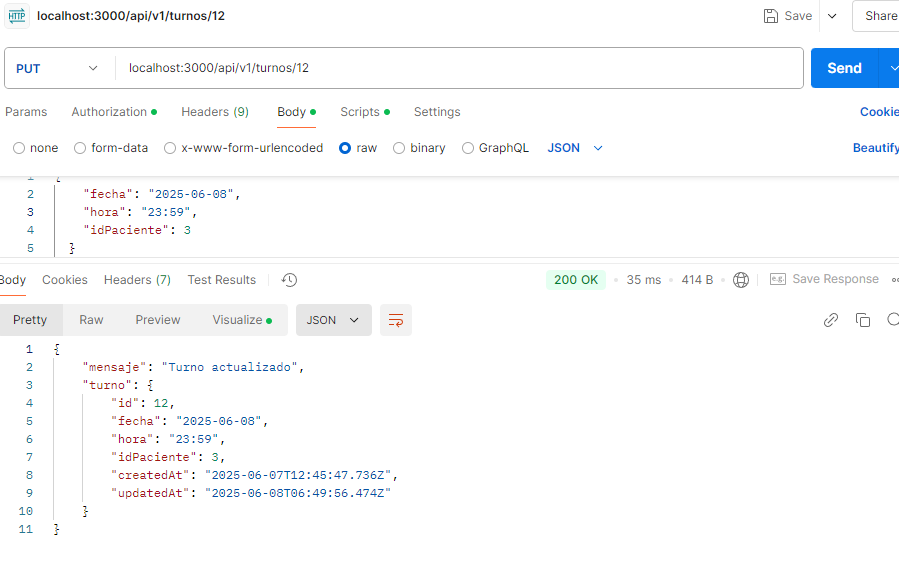 HTTP localhost:3000/api/v1/turnos/12 Save Share
PUT localhost:3000/api/v1/turnos/12 Send
Params Authorization Headers (9) Body Scripts Settings Cookie
none form-data x-www-form-urlencoded raw binary GraphQL JSON Beautify
1 {
2 "fecha": "2025-06-08",
3 "hora": "23:59",
4 "idPaciente": 3
5 }
Body Cookies Headers (7) Test Results 200 OK 35 ms 414 B e.g. Save Response
Pretty Raw Preview Visualize JSON
1 {
2 "mensaje": "Turno actualizado",
3 "turno": {
4 "id": 12,
5 "fecha": "2025-06-08",
6 "hora": "23:59",
7 "idPaciente": 3,
8 "createdAt": "2025-06-07T12:45:47.736Z",
9 "updatedAt": "2025-06-08T06:49:56.474Z"
10 }
11 }